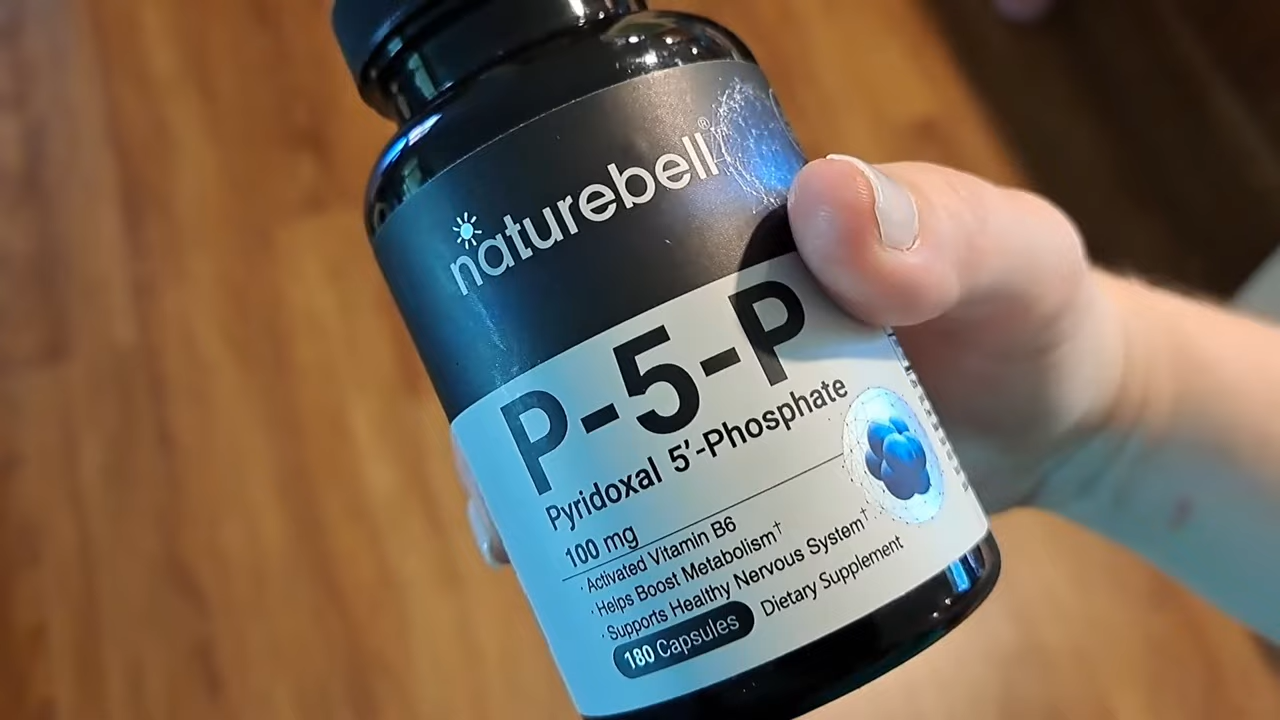 naturebell®
P-5-P
Pyridoxal 5'-Phosphate
100 mg
· Activated Vitamin B6
· Helps Boost Metabolism†
· Supports Healthy Nervous System†
180 Capsules Dietary Supplement